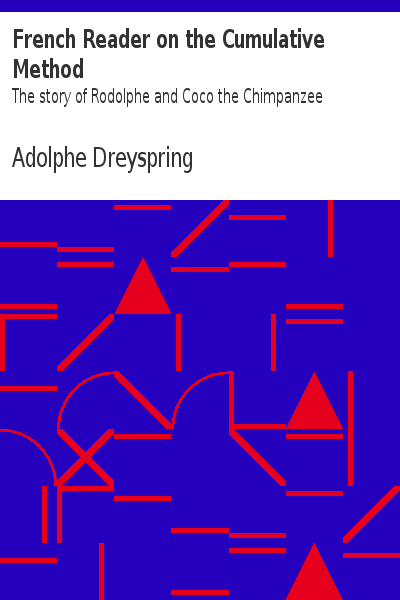 French Reader on the Cumulative
Method
The story of Rodolphe and Coco the Chimpanzee
Adolphe Dreyspring